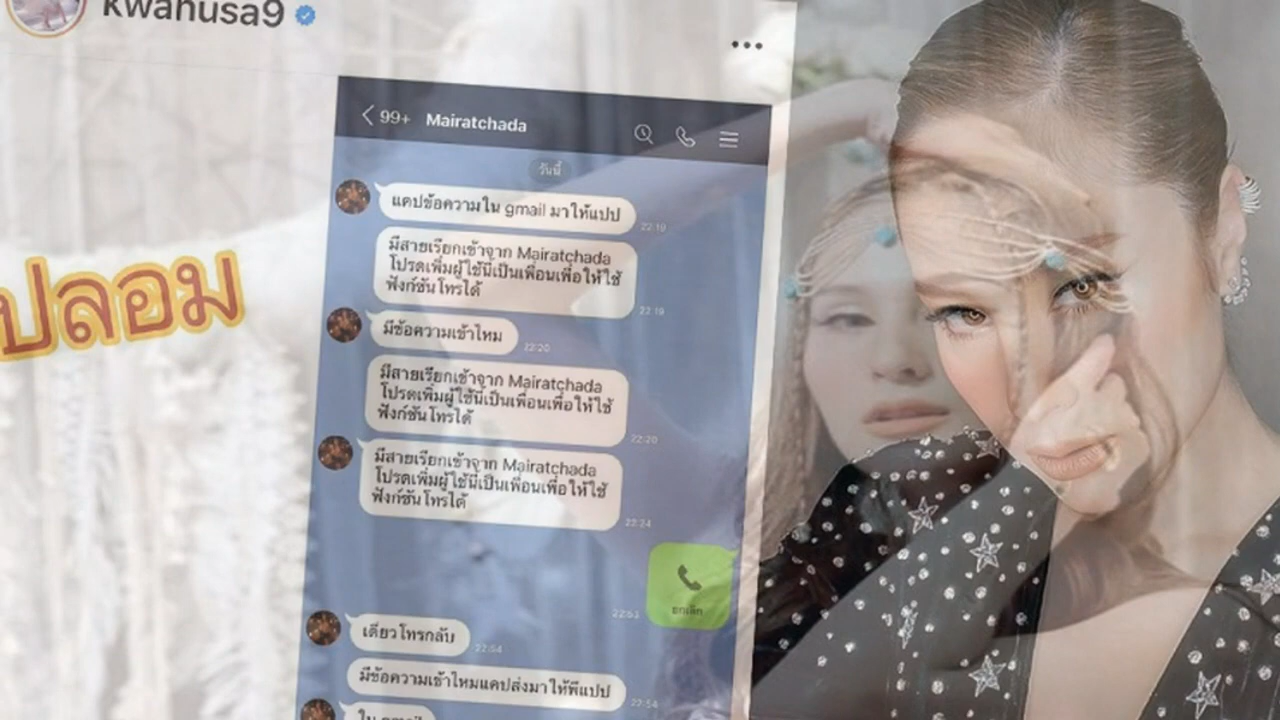 kwanusa9
ปลอม
99+ Mairatchada
วันนี้
แคปข้อความใน gmail มาให้แปป
22:19
มีสายเรียกเข้าจาก Mairatchada
โปรดเพิ่มผู้ใช้นี้เป็นเพื่อนเพื่อให้ใช้
ฟังก์ชันโทรได้
22:19
มีข้อความเข้าไหม
22:20
มีสายเรียกเข้าจาก Mairatchada
โปรดเพิ่มผู้ใช้นี้เป็นเพื่อนเพื่อให้ใช้
ฟังก์ชันโทรได้
22:20
มีสายเรียกเข้าจาก Mairatchada
โปรดเพิ่มผู้ใช้นี้เป็นเพื่อนเพื่อให้ใช้
ฟังก์ชันโทรได้
22:24
ยกเลิก
22:53
เดียวโทรกลับ
22:54
มีข้อความเข้าไหมแคปส่งมาให้พีแปป
22:54
ใน gmail